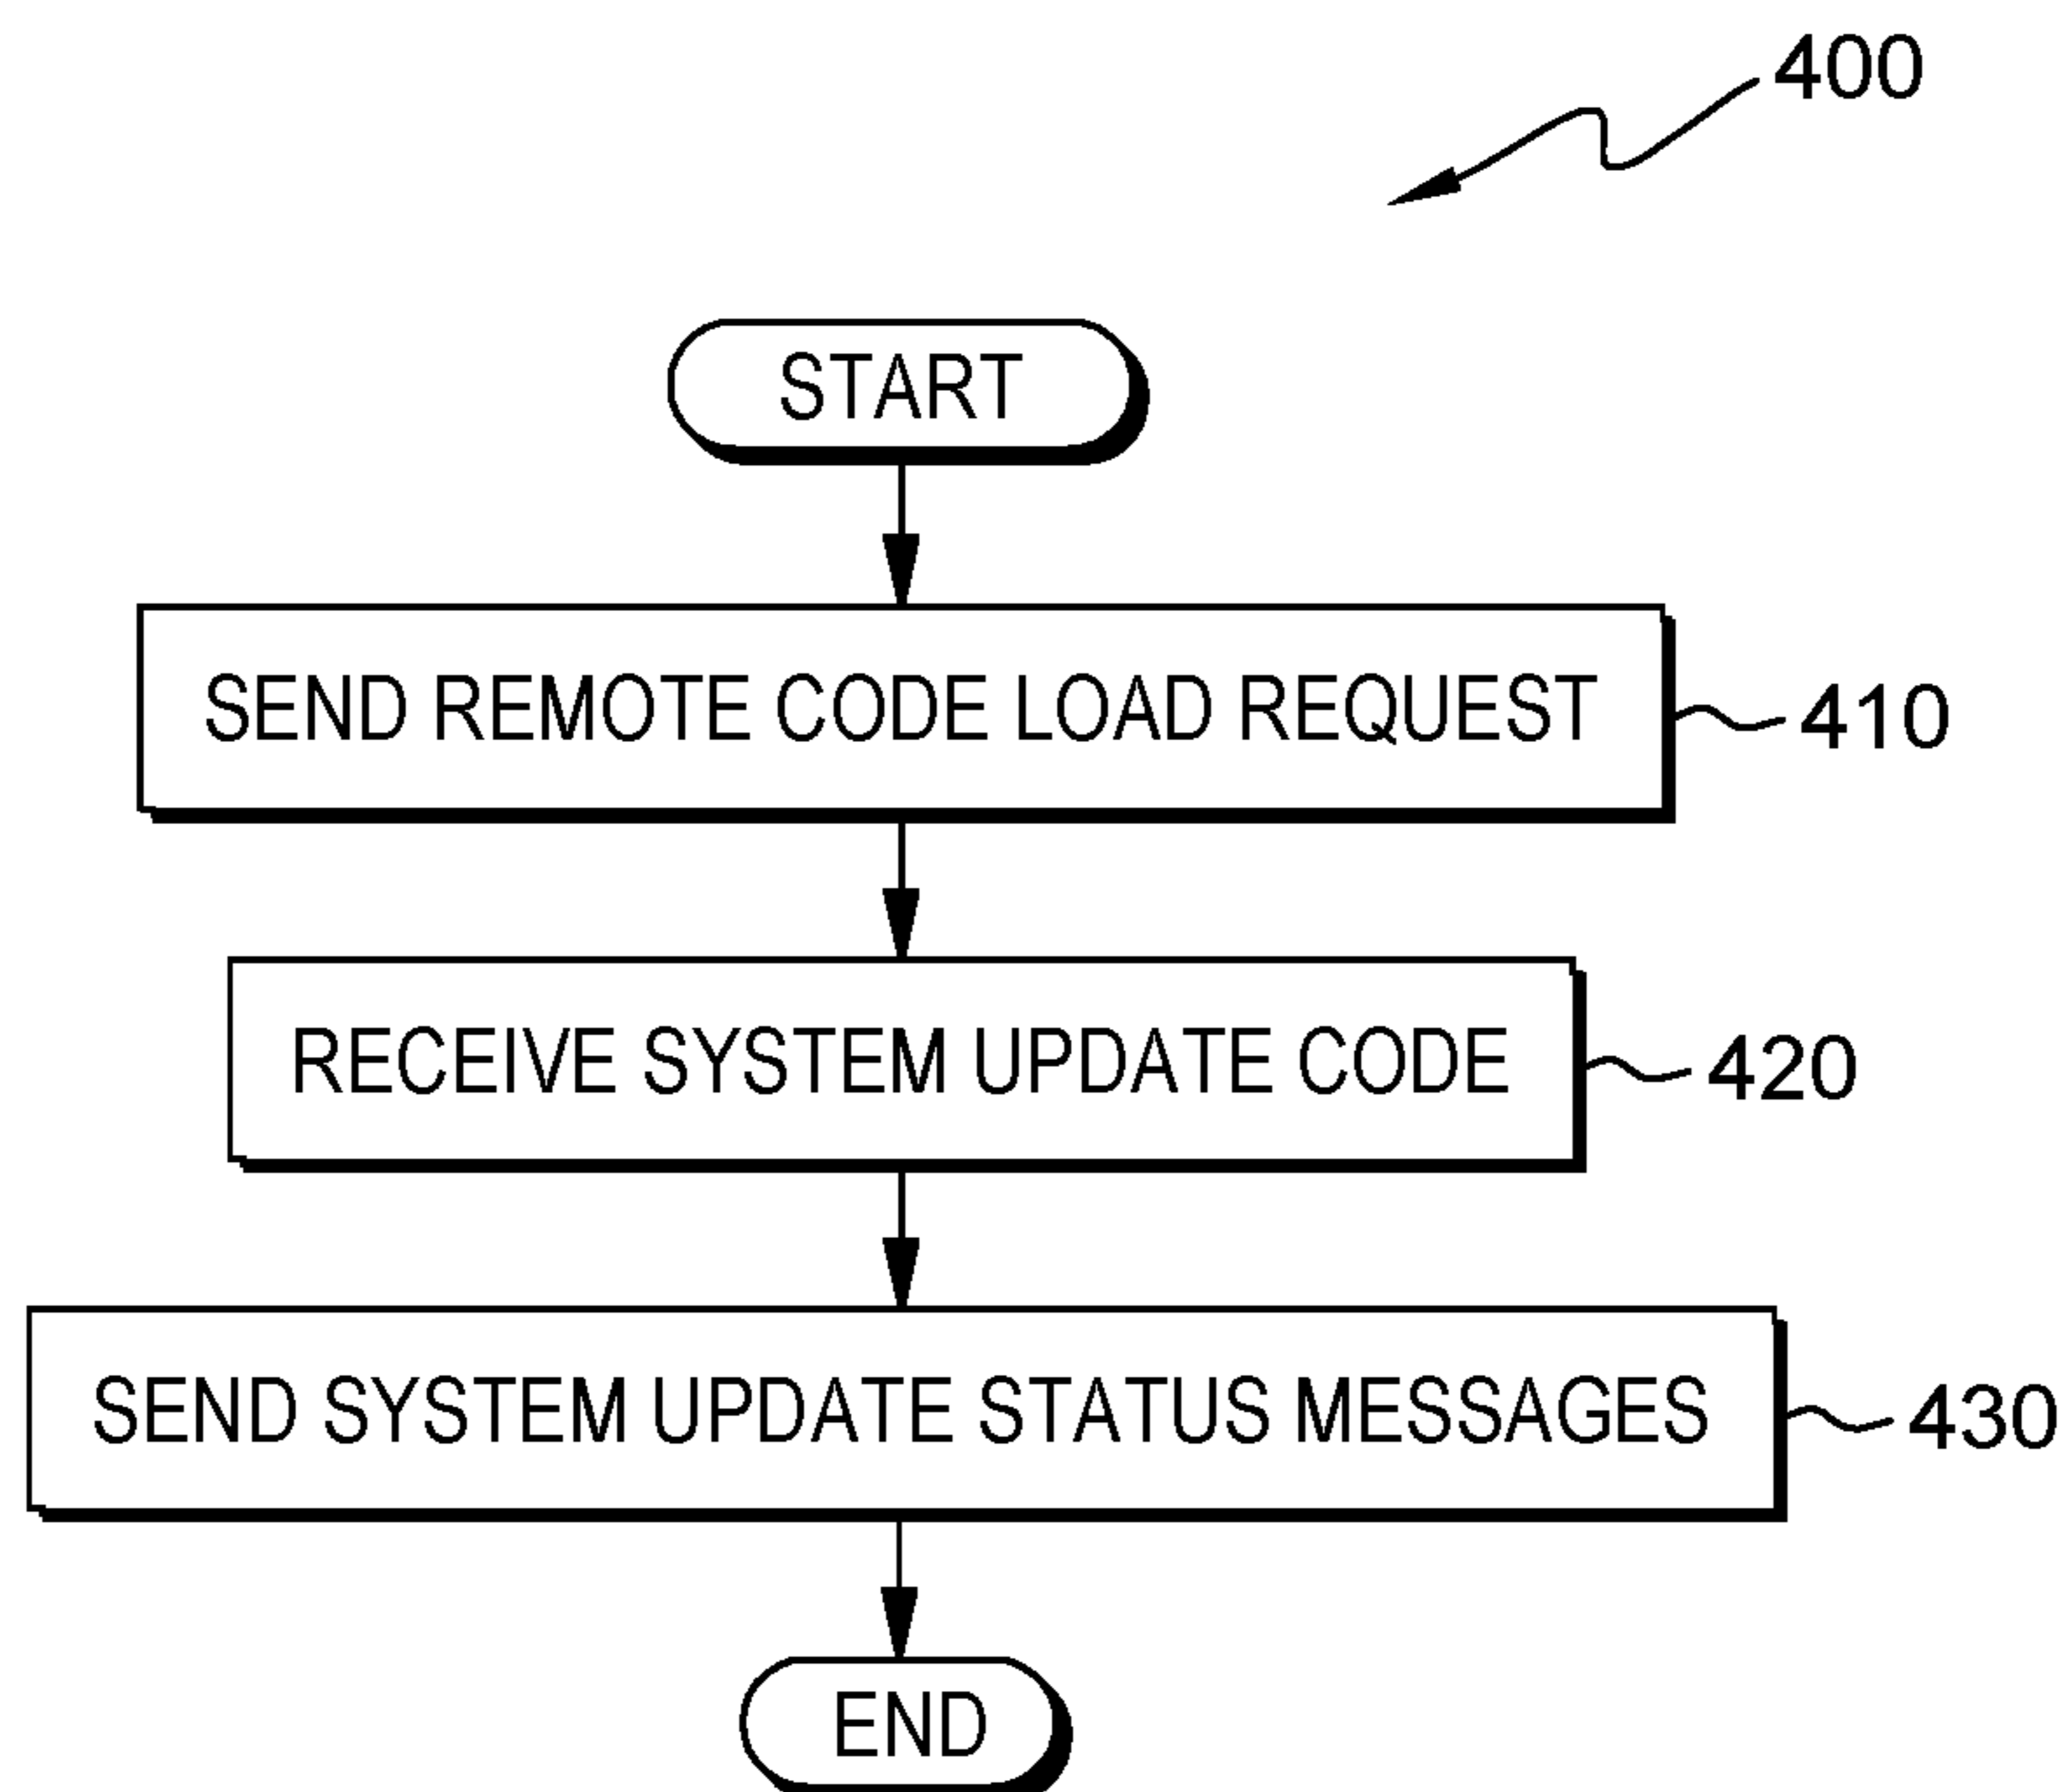 400
START
SEND REMOTE CODE LOAD REQUEST
410
RECEIVE SYSTEM UPDATE CODE
420
SEND SYSTEM UPDATE STATUS MESSAGES
430
END